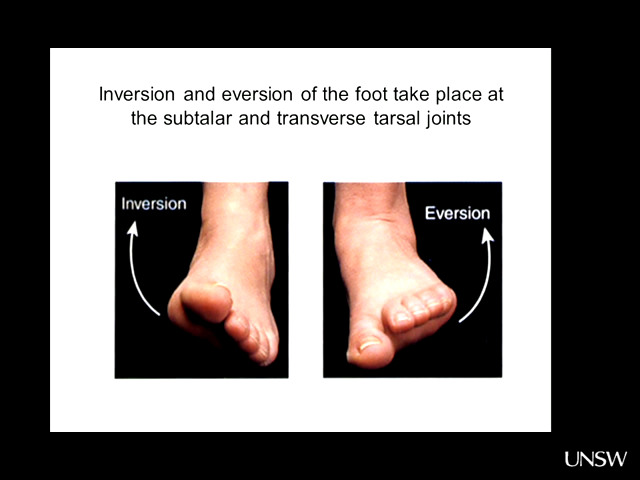 Inversion and eversion of the foot take place at
the subtalar and transverse tarsal joints
Inversion
Eversion
UNSW